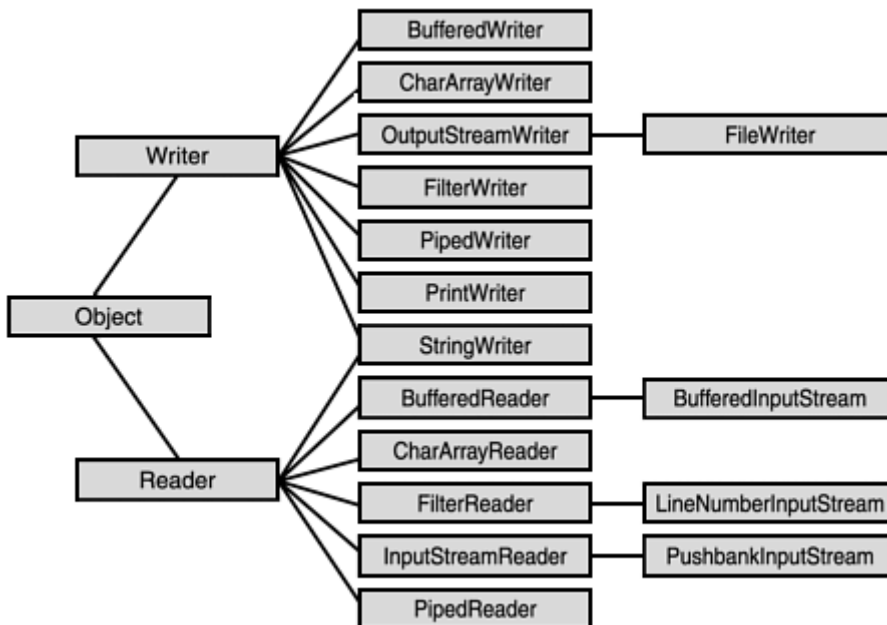 BufferedWriter
CharArrayWriter
OutputStreamWriter
FileWriter
Writer
FilterWriter
PipedWriter
PrintWriter
Object
StringWriter
BufferedReader
BufferedInputStream
CharArrayReader
Reader
FilterReader
LineNumberInputStream
InputStreamReader
PushbankInputStream
PipedReader